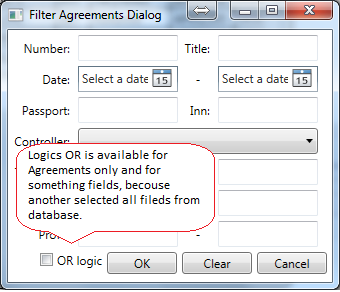 Filter Agreements Dialog
Number: Title:
Date: Select a date 15 - Select a date 15
Passport: Inn:
Controller:
Logics OR is available for
Agreements only and for
something fields, becouse
another selected all fileds from
database.
-
OR logic OK Clear Cancel